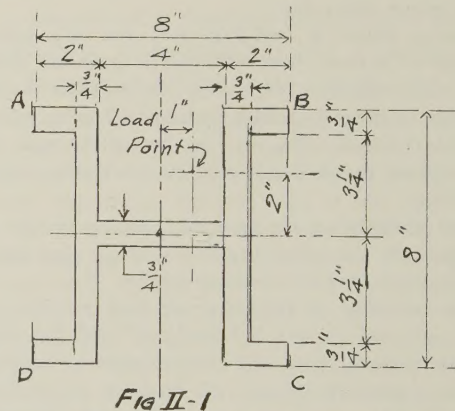 8"
2" 4" 2"
3/4" 3/4"
A B
Load 1"
Point
3/4"
3 1/4"
2"
8"
3/4"
3 1/4"
3/4"
D C
FIG II-1